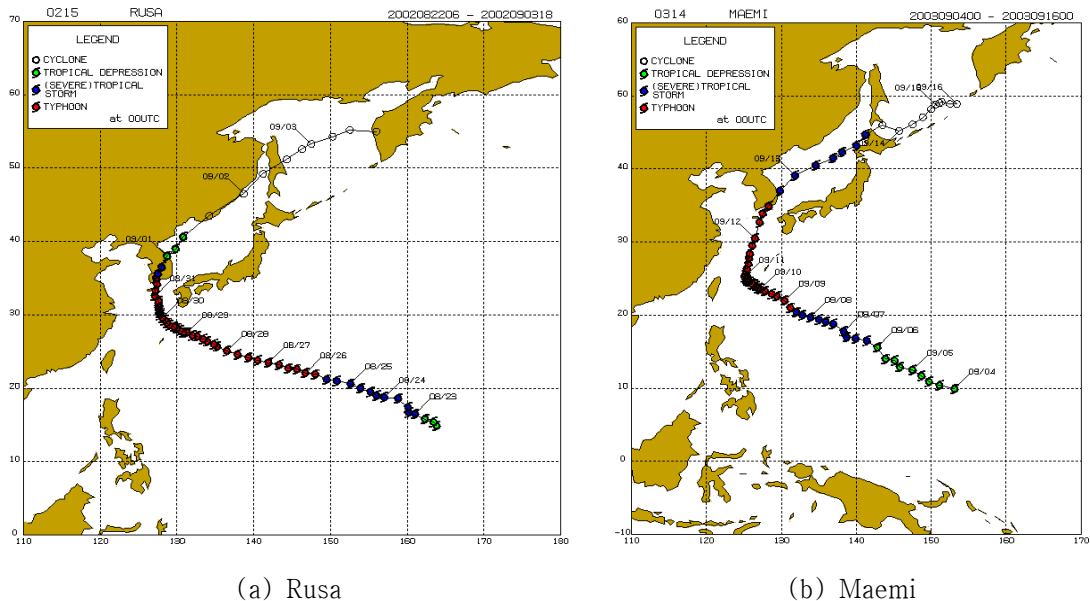 0215 RUSA 2002082206 - 2002090318
LEGEND
CYCLONE
TROPICAL DEPRESSION
(SEVERE)TROPICAL
STORM
TYPHOON
at 00UTC
70
60
50
40
30
20
10
0
110 120 130 140 150 160 170 180
09/03
09/02
09/01
08/31
08/30
08/29
08/28
08/27
08/26
08/25
08/24
08/23
(a) Rusa
0314 MAEMI 2003090400 - 2003091600
LEGEND
CYCLONE
TROPICAL DEPRESSION
(SEVERE)TROPICAL
STORM
TYPHOON
at 00UTC
60
50
40
30
20
10
0
-10
110 120 130 140 150 160 170
09/16
09/14
09/13
09/12
09/11
09/10
09/09
09/08
09/07
09/06
09/05
09/04
(b) Maemi